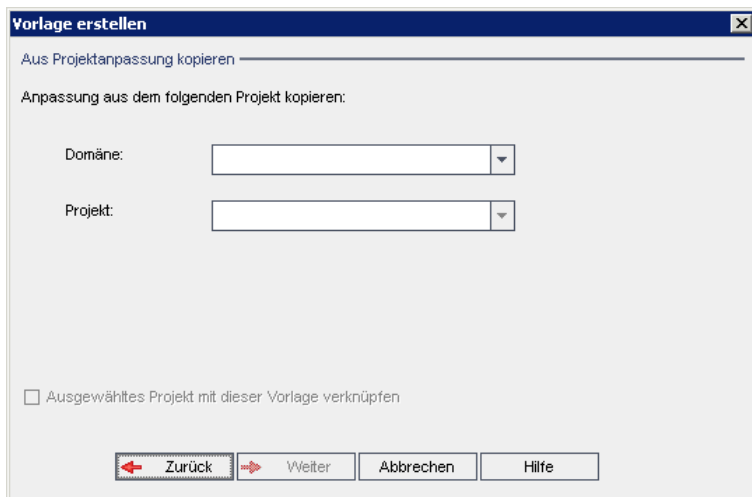 Vorlage erstellen
Aus Projektanpassung kopieren
Anpassung aus dem folgenden Projekt kopieren:
Domäne:
Projekt:
Ausgewähltes Projekt mit dieser Vorlage verknüpfen
Zurück Weiter Abbrechen Hilfe